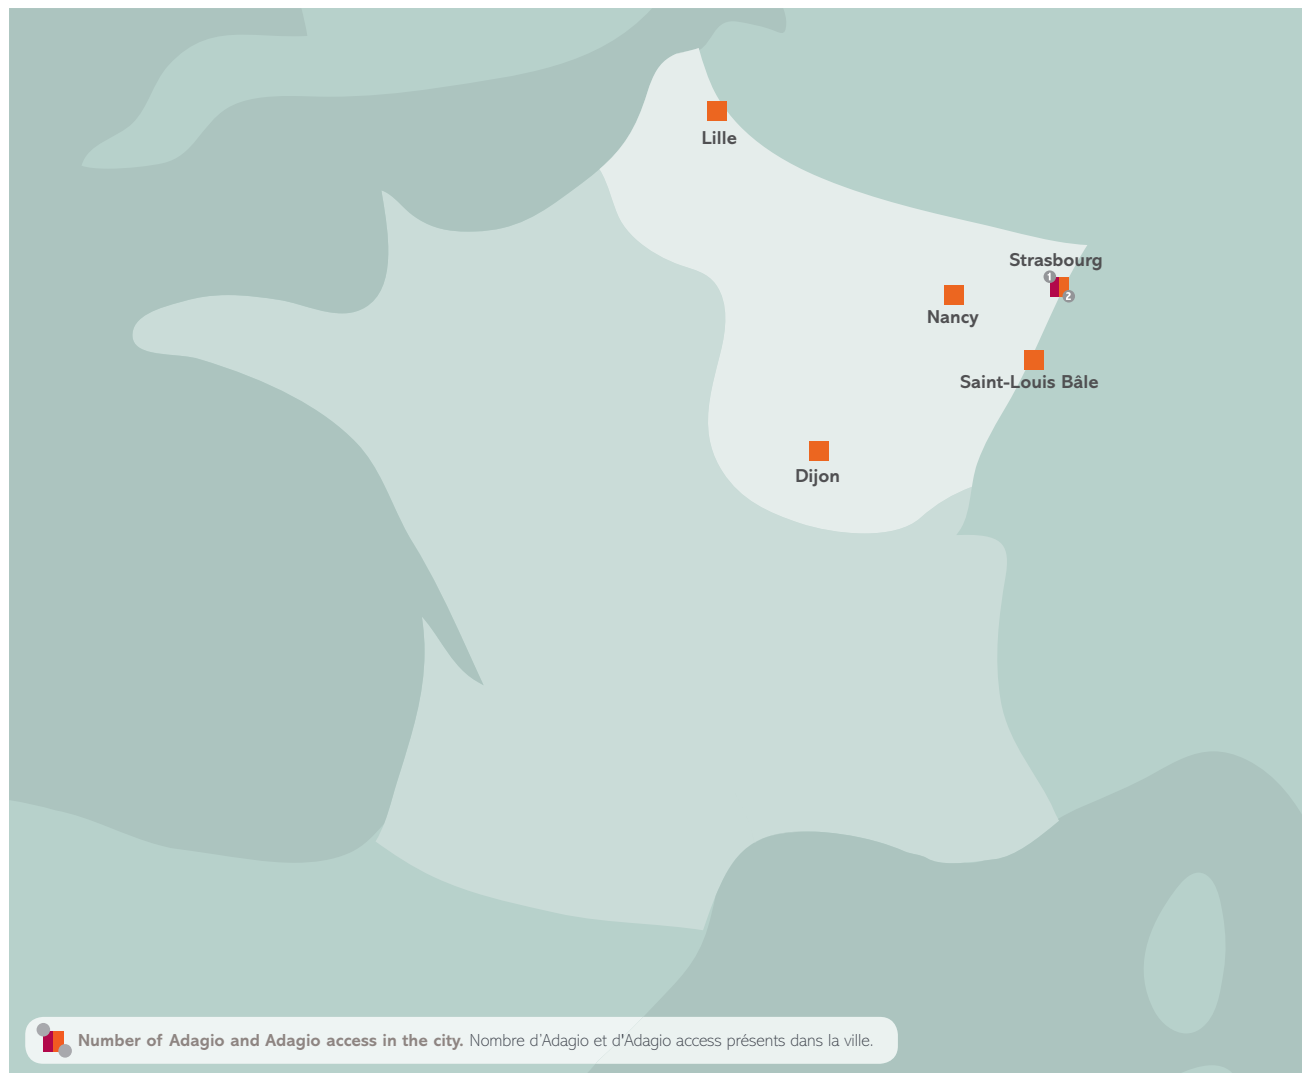 Lille
Strasbourg
1
2
Nancy
Saint-Louis Bâle
Dijon
Number of Adagio and Adagio access in the city. Nombre d’Adagio et d'Adagio access présents dans la ville.